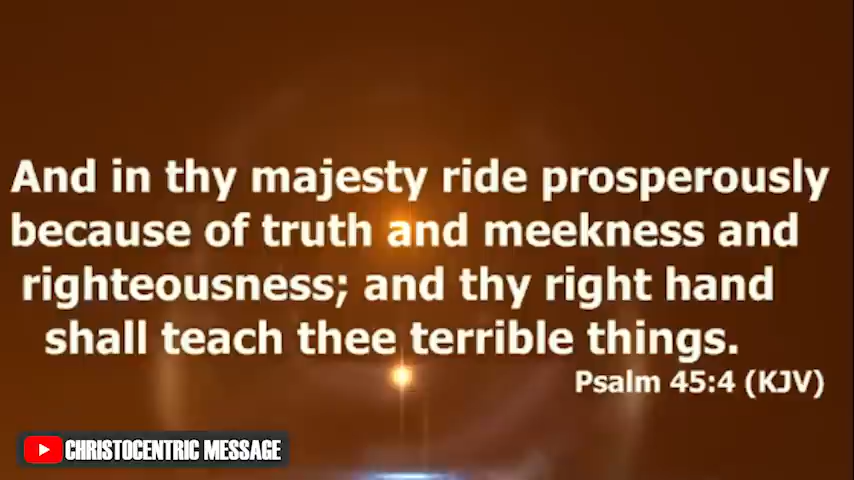 And in thy majesty ride prosperously
because of truth and meekness and
righteousness; and thy right hand
shall teach thee terrible things.
Psalm 45:4 (KJV)
CHRISTOCENTRIC MESSAGE